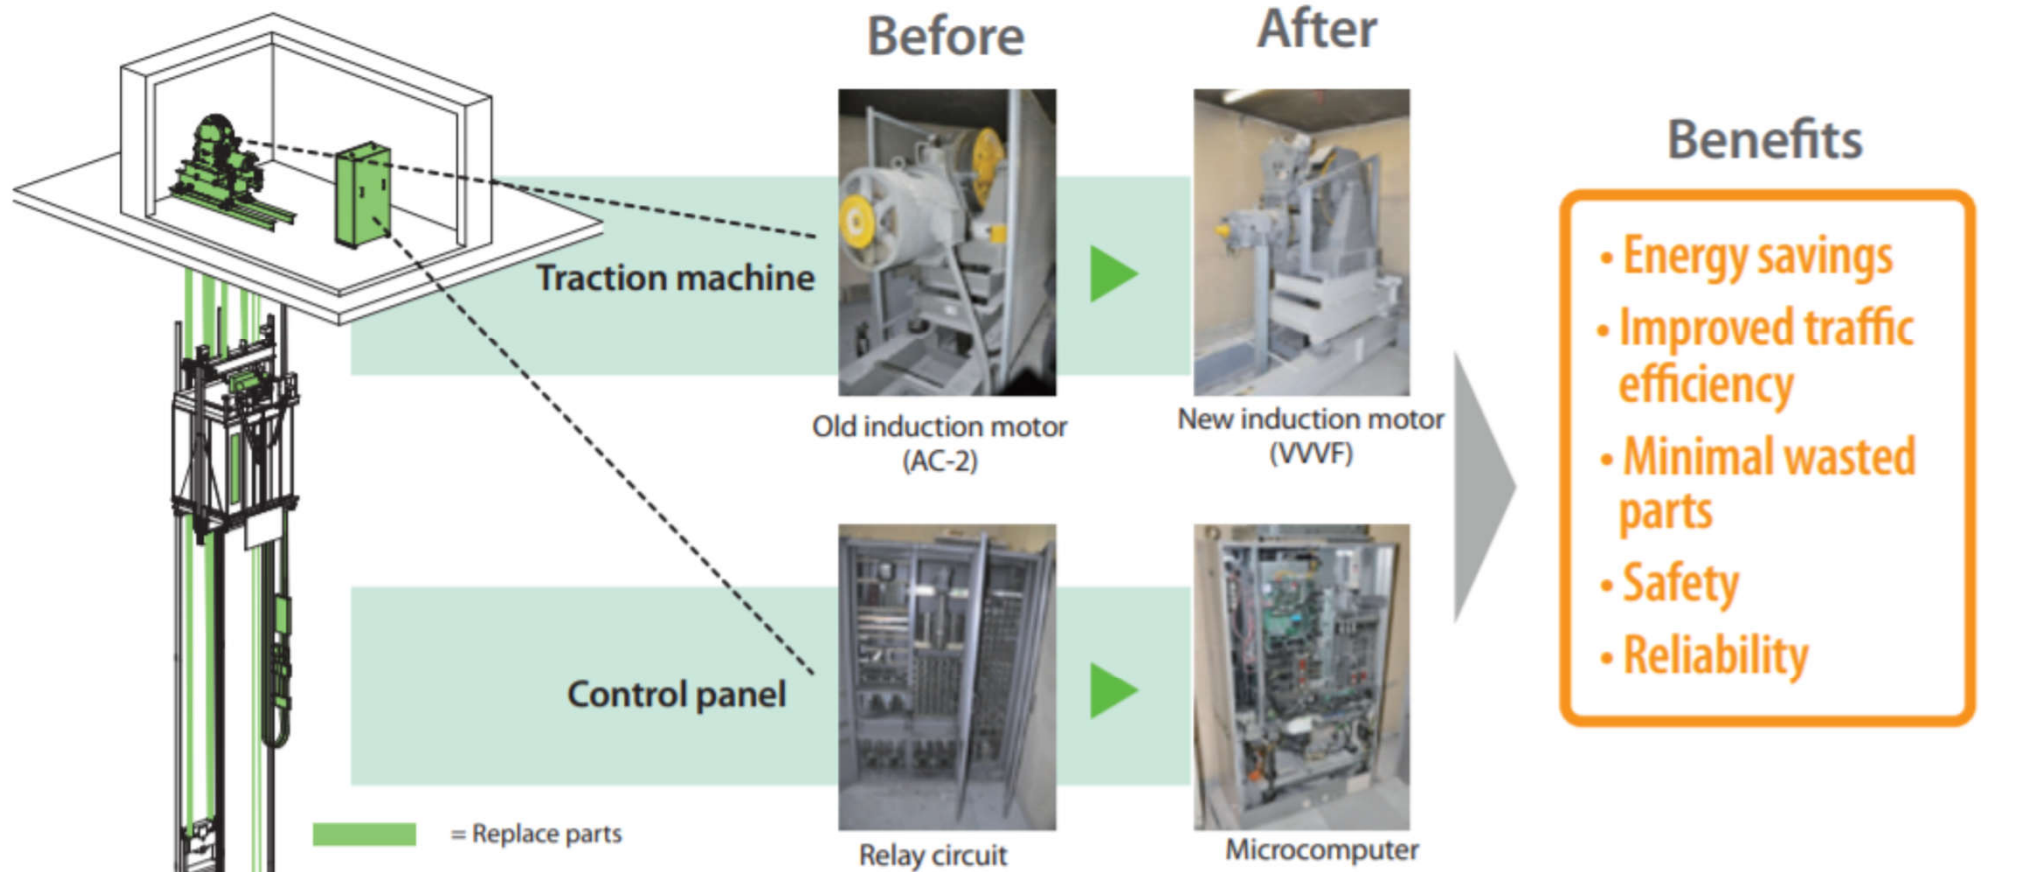 Before
After
Benefits
Traction machine
Old induction motor
(AC-2)
New induction motor
(VVVF)
• Energy savings
• Improved traffic
efficiency
• Minimal wasted
parts
• Safety
• Reliability
Control panel
= Replace parts
Relay circuit
Microcomputer